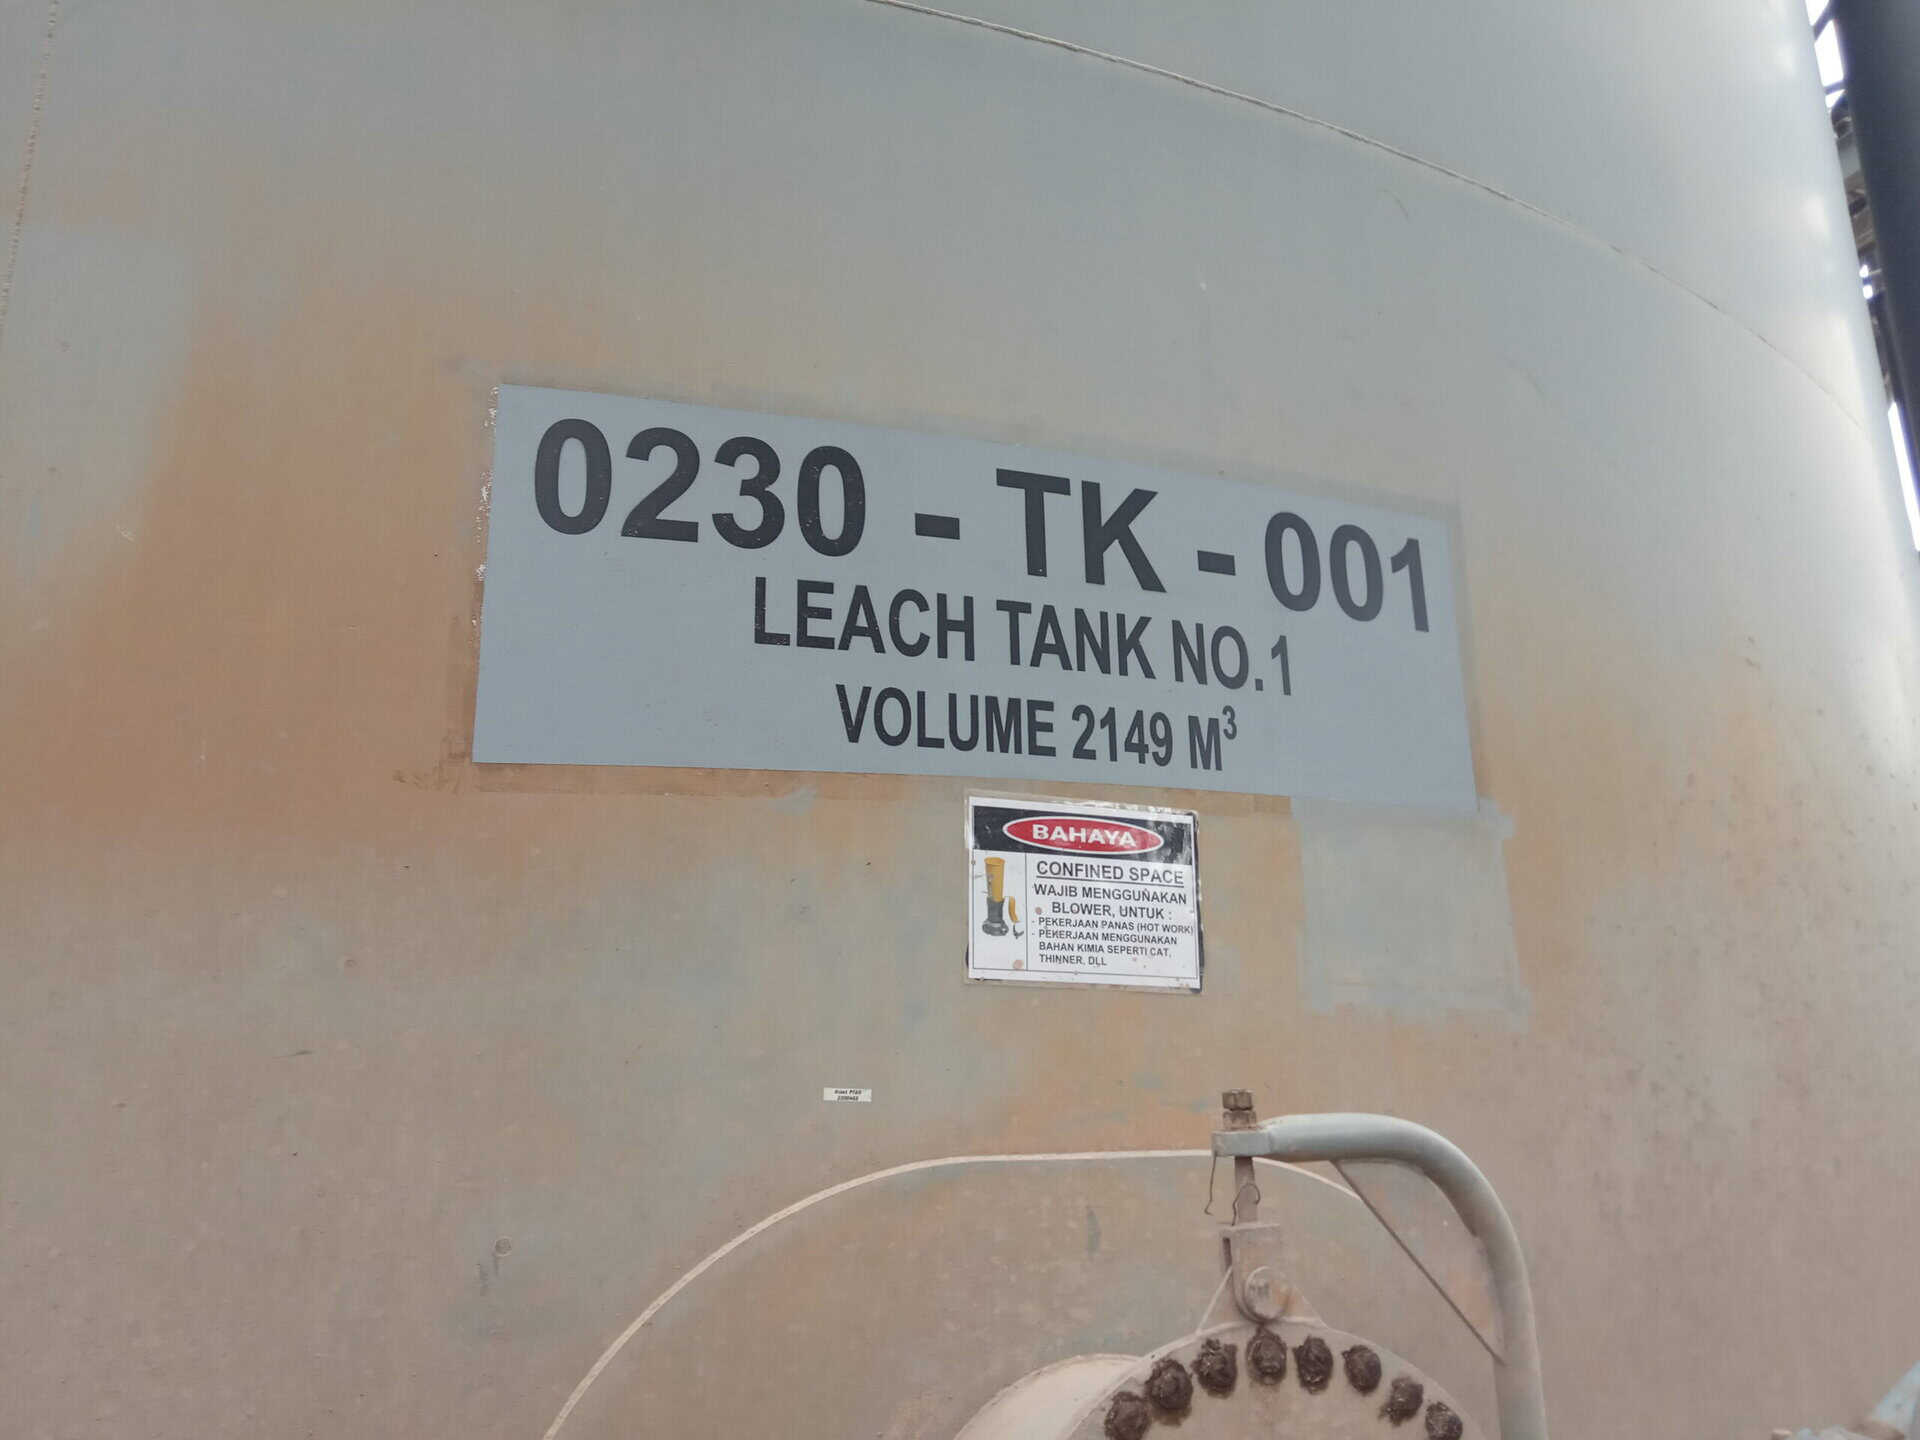 0230 - TK - 001
LEACH TANK NO.1
VOLUME 2149 M³
BAHAYA
CONFINED SPACE
WAJIB MENGGUNAKAN
BLOWER, UNTUK :
- PEKERJAAN PANAS (HOT WORK)
- PEKERJAAN MENGGUNAKAN
BAHAN KIMIA SEPERTI CAT,
THINNER, DLL